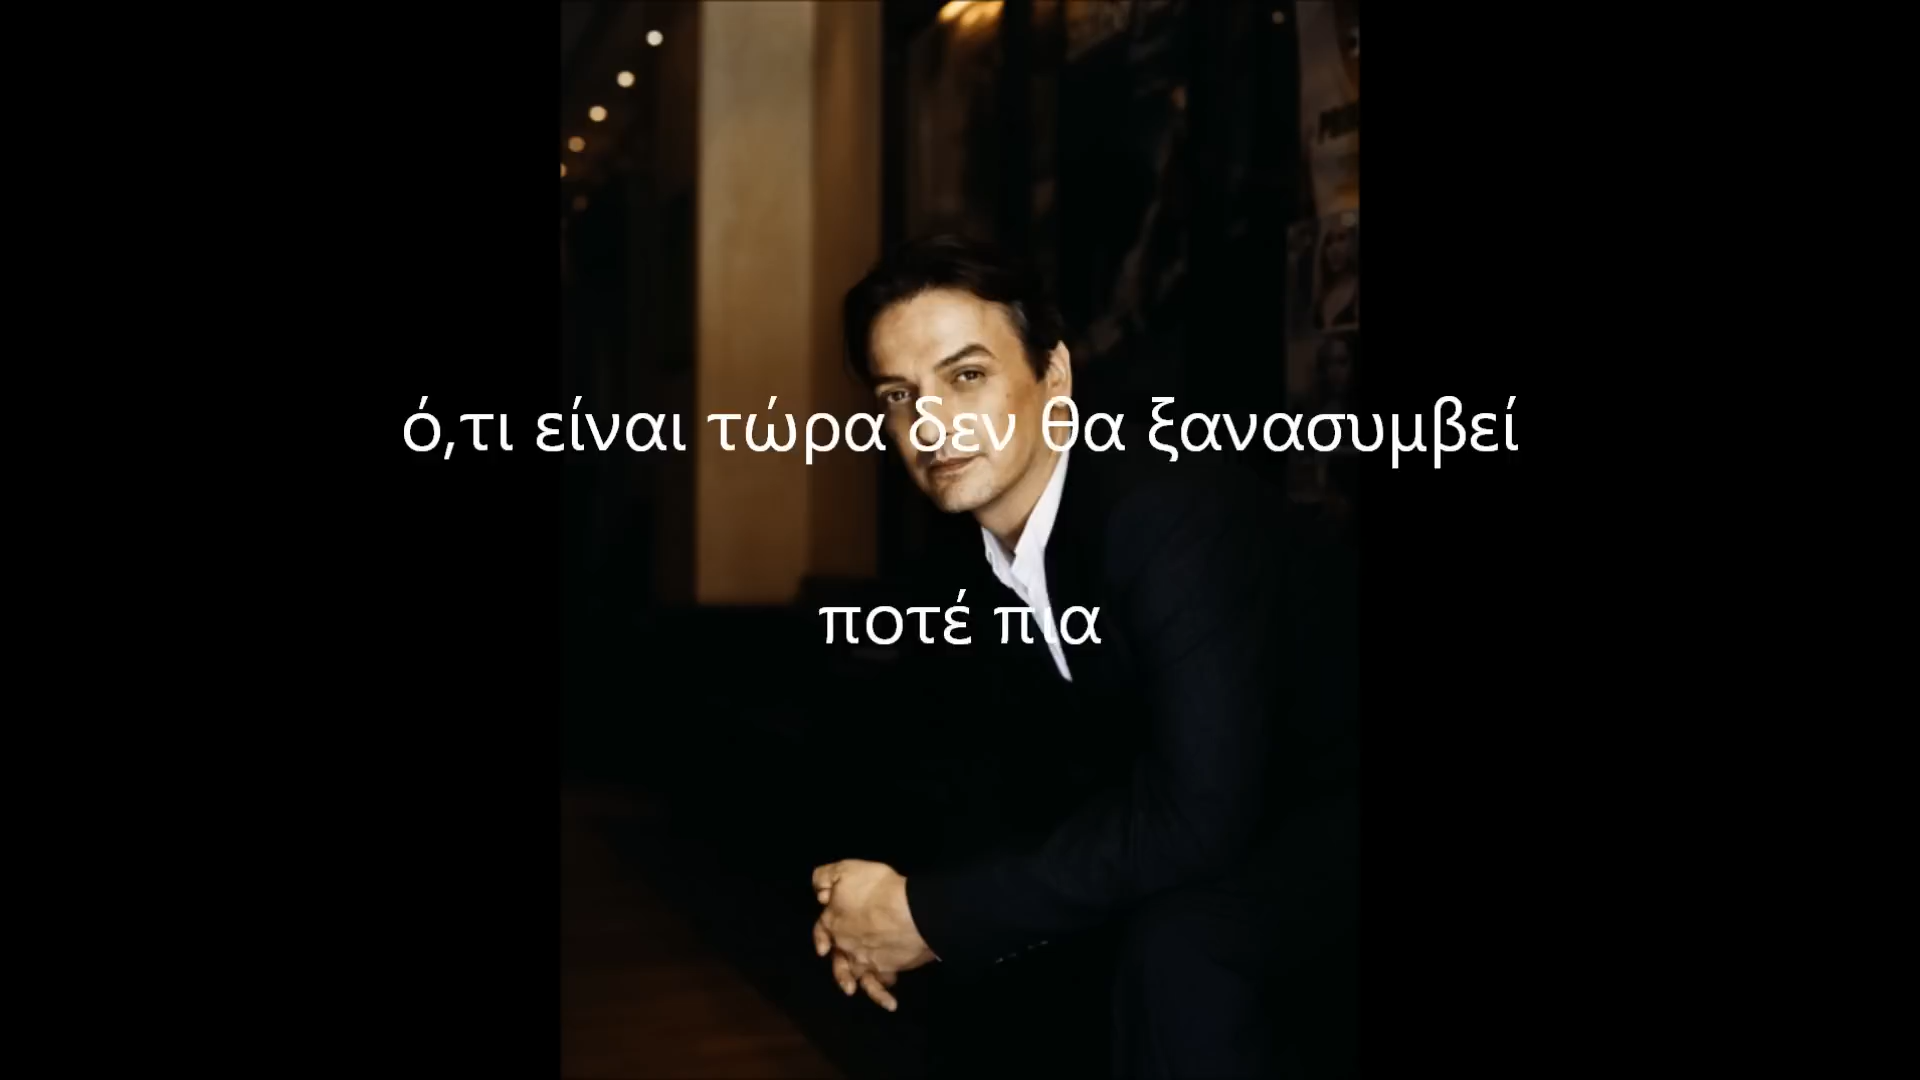 ό,τι είναι τώρα δεν θα ξανασυμβεί
ποτέ πια